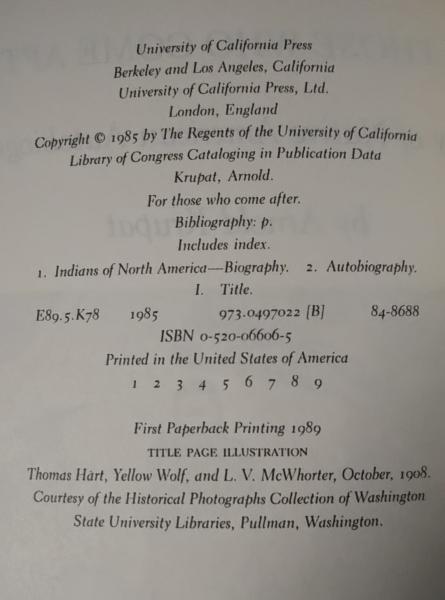 University of California Press
Berkeley and Los Angeles, California
University of California Press, Ltd.
London, England
Copyright © 1985 by The Regents of the University of California
Library of Congress Cataloging in Publication Data
Krupat, Arnold.
For those who come after.
Bibliography: p.
Includes index.
1. Indians of North America—Biography. 2. Autobiography.
I. Title.
E89.5.K78 1985 973.0497022 [B] 84-8688
ISBN 0-520-06606-5
Printed in the United States of America
1 2 3 4 5 6 7 8 9
First Paperback Printing 1989
TITLE PAGE ILLUSTRATION
Thomas Hart, Yellow Wolf, and L. V. McWhorter, October, 1908.
Courtesy of the Historical Photographs Collection of Washington
State University Libraries, Pullman, Washington.